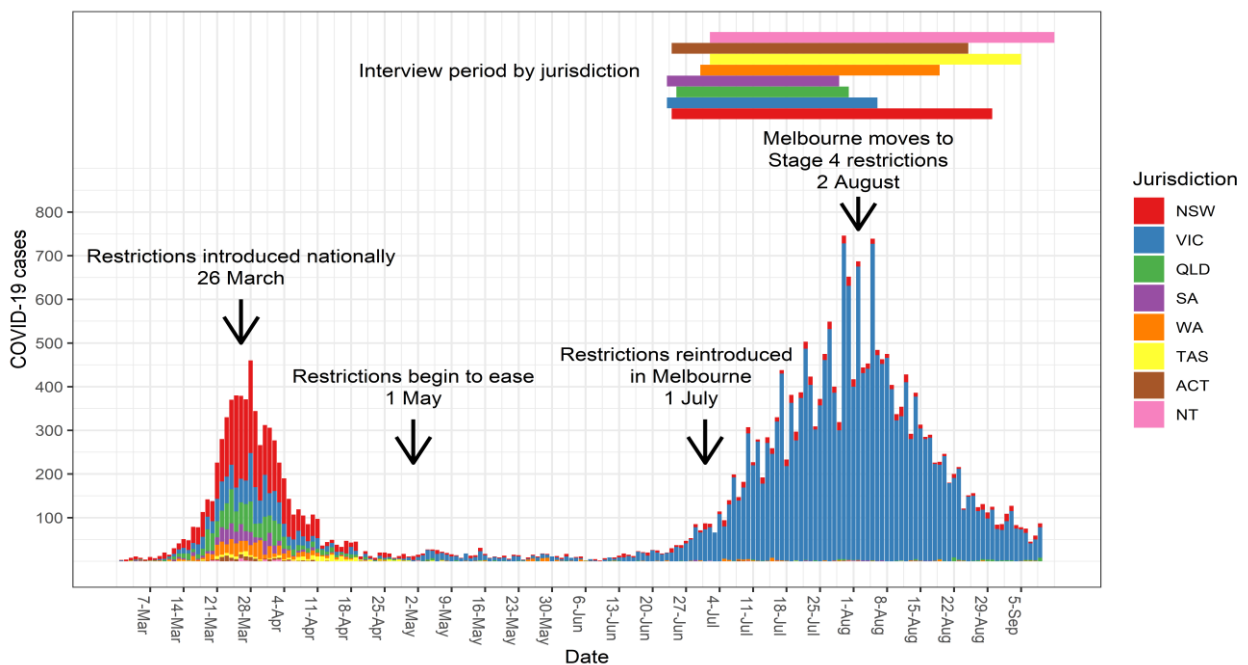 Interview period by jurisdiction
Melbourne moves to
Stage 4 restrictions
2 August
Restrictions introduced nationally
26 March
Restrictions begin to ease
1 May
Restrictions reintroduced
in Melbourne
1 July
COVID-19 cases
800
700
600
500
400
300
200
100
7-Mar
14-Mar
21-Mar
28-Mar
4-Apr
11-Apr
18-Apr
25-Apr
2-May
9-May
16-May
23-May
30-May
6-Jun
13-Jun
20-Jun
27-Jun
4-Jul
11-Jul
18-Jul
25-Jul
1-Aug
8-Aug
15-Aug
22-Aug
29-Aug
5-Sep
Date
Jurisdiction
NSW
VIC
QLD
SA
WA
TAS
ACT
NT